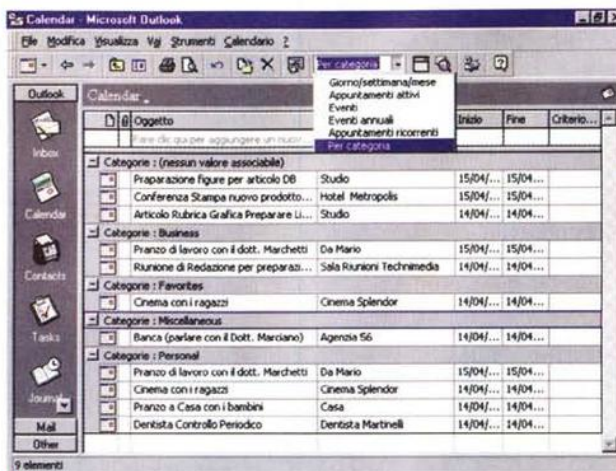 Calendar - Microsoft Outlook
File Modifica Visualizza Vai Strumenti Calendario ?
Per categoria
Giorno/settimana/mese
Appuntamenti attivi
Eventi
Eventi annuali
Appuntamenti ricorrenti
Per categoria
Outlook
Inbox
Calendar
Contacts
Tasks
Journal
Mail
Other
Calendar
Oggetto Inizio Fine Criterio...
Fare clic qui per aggiungere un nuov...
Categorie : (nessun valore associabile)
Praparazione figure per articolo DB Studio 15/04/... 15/04...
Conferenza Stampa nuovo prodotto... Hotel Metropolis 15/04/... 15/04...
Articolo Rubrica Grafica Preparare Li... Studio 14/04/... 14/04...
Categorie : Business
Pranzo di lavoro con il dott. Marchetti Da Mario 15/04/... 15/04...
Riunione di Redazione per preparazi... Sala Riunioni Technimedia 14/04/... 14/04...
Categorie : Favorites
Cinema con i ragazzi Cinema Splendor 14/04/... 14/04...
Categorie : Miscellaneous
Banca (parlare con il Dott. Marciano) Agenzia 56 14/04/... 14/04...
Categorie : Personal
Pranzo di lavoro con il dott. Marchetti Da Mario 15/04/... 15/04...
Cinema con i ragazzi Cinema Splendor 14/04/... 14/04...
Pranzo a Casa con i bambini Casa 14/04/... 14/04...
Dentista Controllo Periodico Dentista Martinelli 14/04/... 14/04...
9 elementi